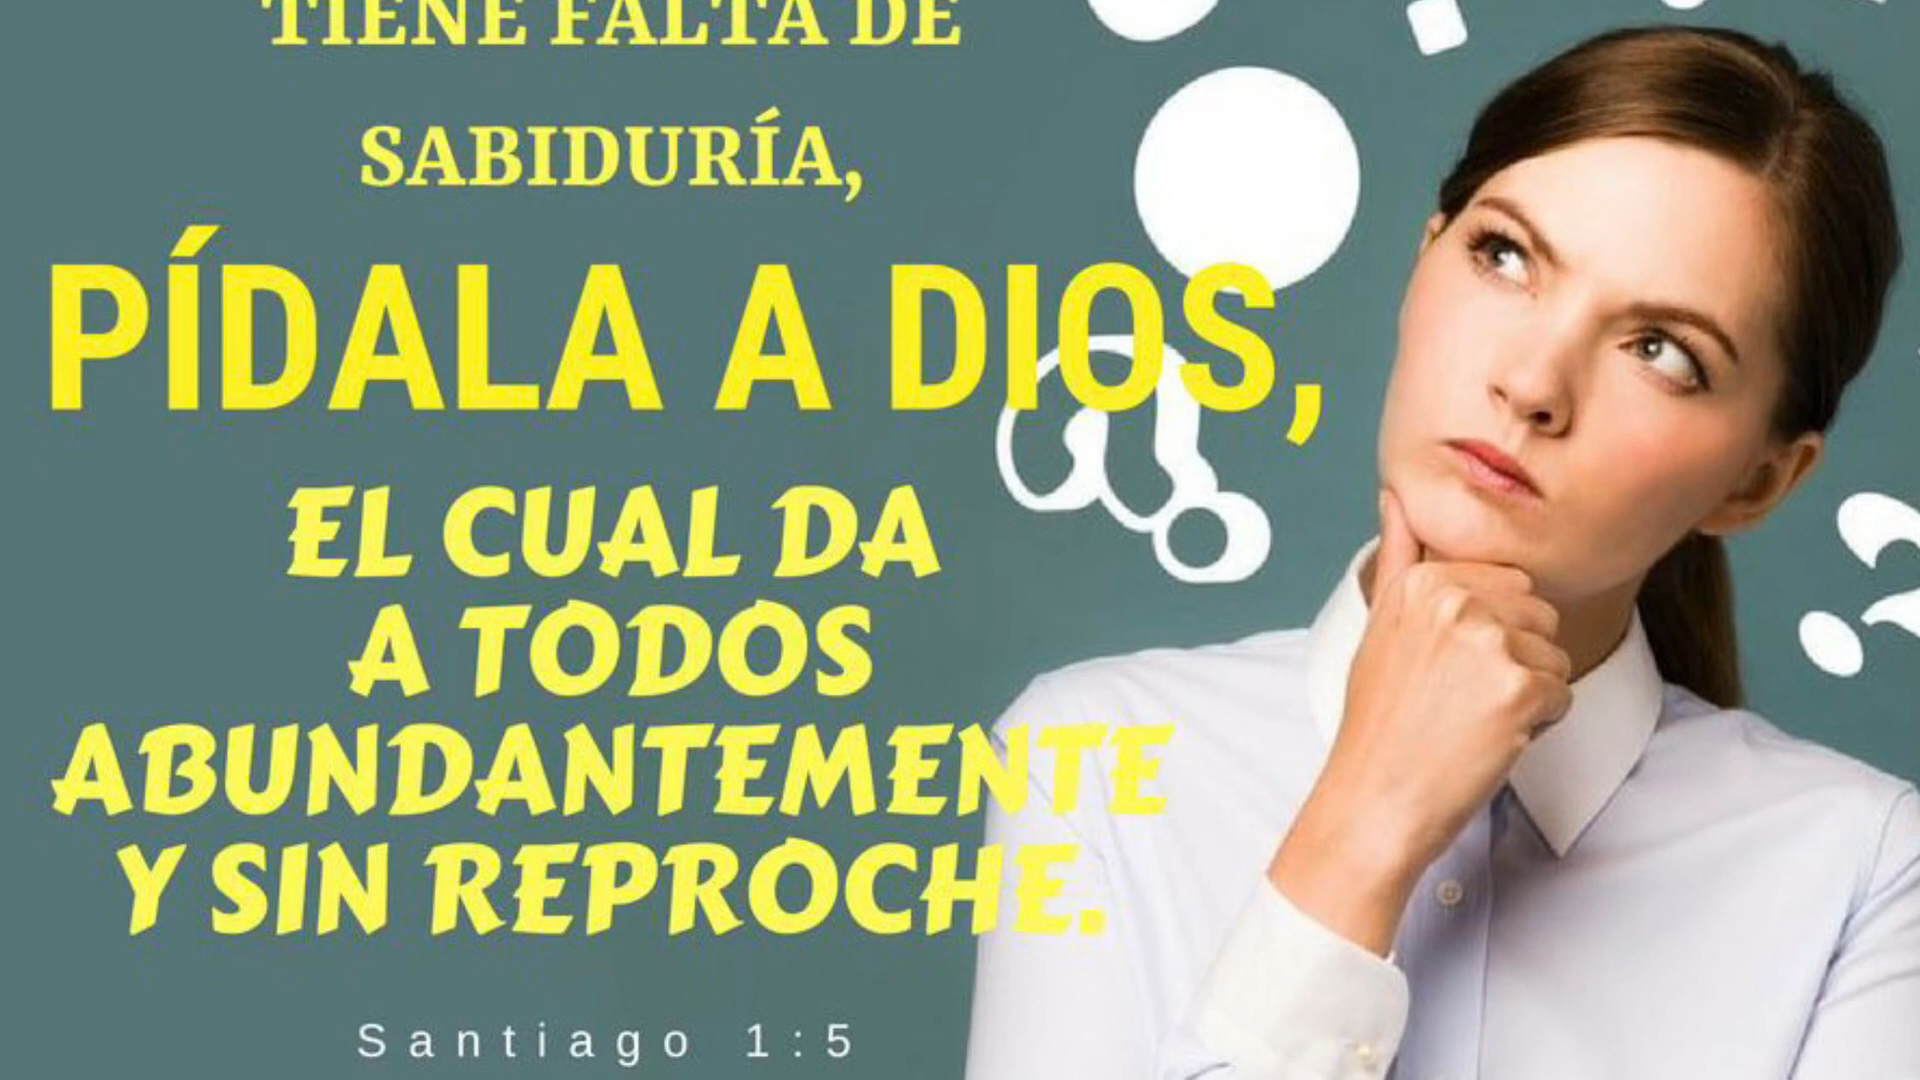 TIENE FALTA DE
SABIDURÍA,
PÍDALA A DIOS,
EL CUAL DA
A TODOS
ABUNDANTEMENTE
Y SIN REPROCHE.
Santiago 1:5